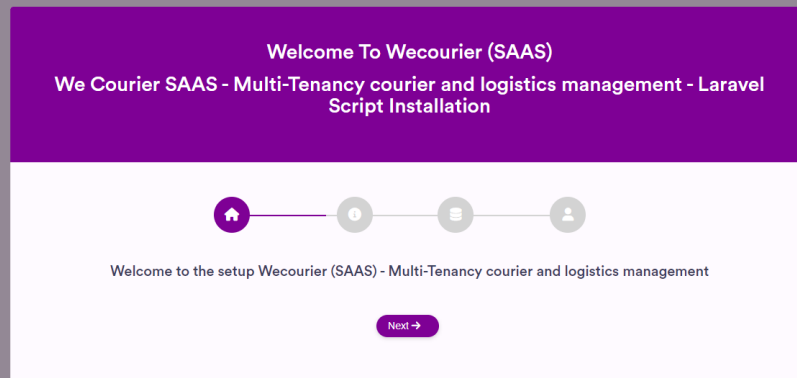 Welcome To Wecourier (SAAS)
We Courier SAAS - Multi-Tenancy courier and logistics management - Laravel
Script Installation
Welcome to the setup Wecourier (SAAS) - Multi-Tenancy courier and logistics management
Next →